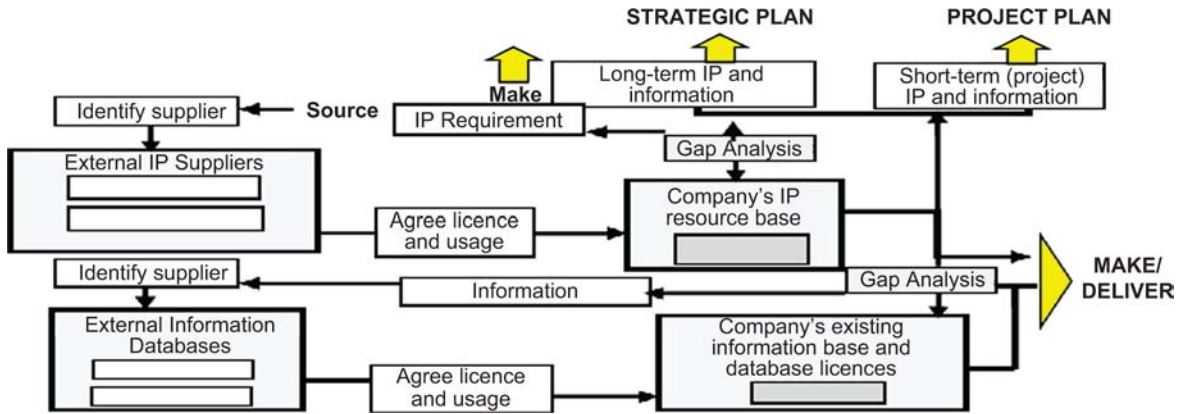 STRATEGIC PLAN
PROJECT PLAN
Long-term IP and
information
Short-term (project)
IP and information
Make
Identify supplier
Source
IP Requirement
Gap Analysis
External IP Suppliers
Company's IP
resource base
Agree licence
and usage
Identify supplier
Information
Gap Analysis
MAKE/
DELIVER
External Information
Databases
Company's existing
information base and
database licences
Agree licence
and usage